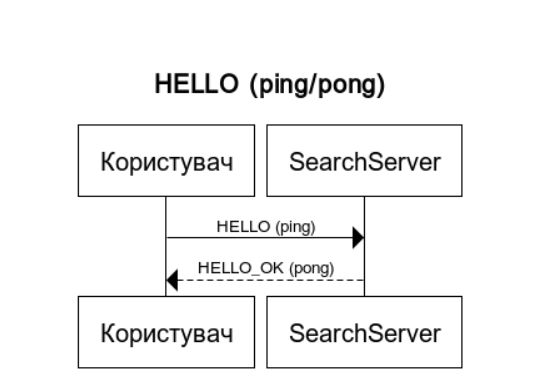 HELLO (ping/pong)
Користувач SearchServer
HELLO (ping)
HELLO_OK (pong)
Користувач SearchServer